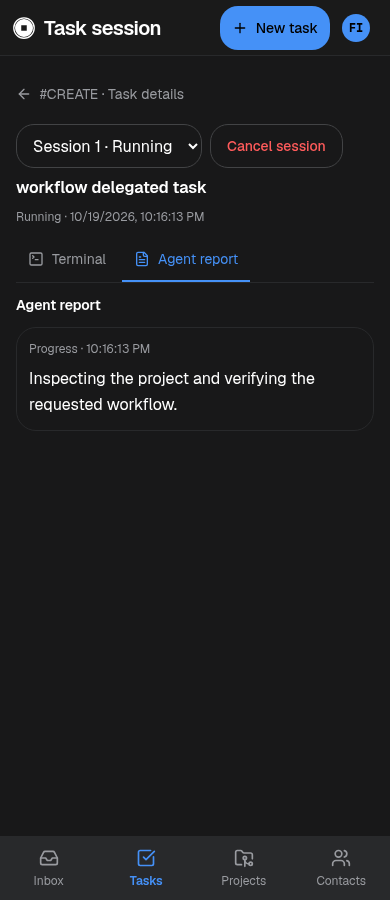 Task session
New task
FI
#CREATE · Task details
Session 1 · Running
Cancel session
workflow delegated task
Running · 10/19/2026, 10:16:13 PM
Terminal
Agent report
Agent report
Progress · 10:16:13 PM
Inspecting the project and verifying the
requested workflow.
Inbox
Tasks
Projects
Contacts